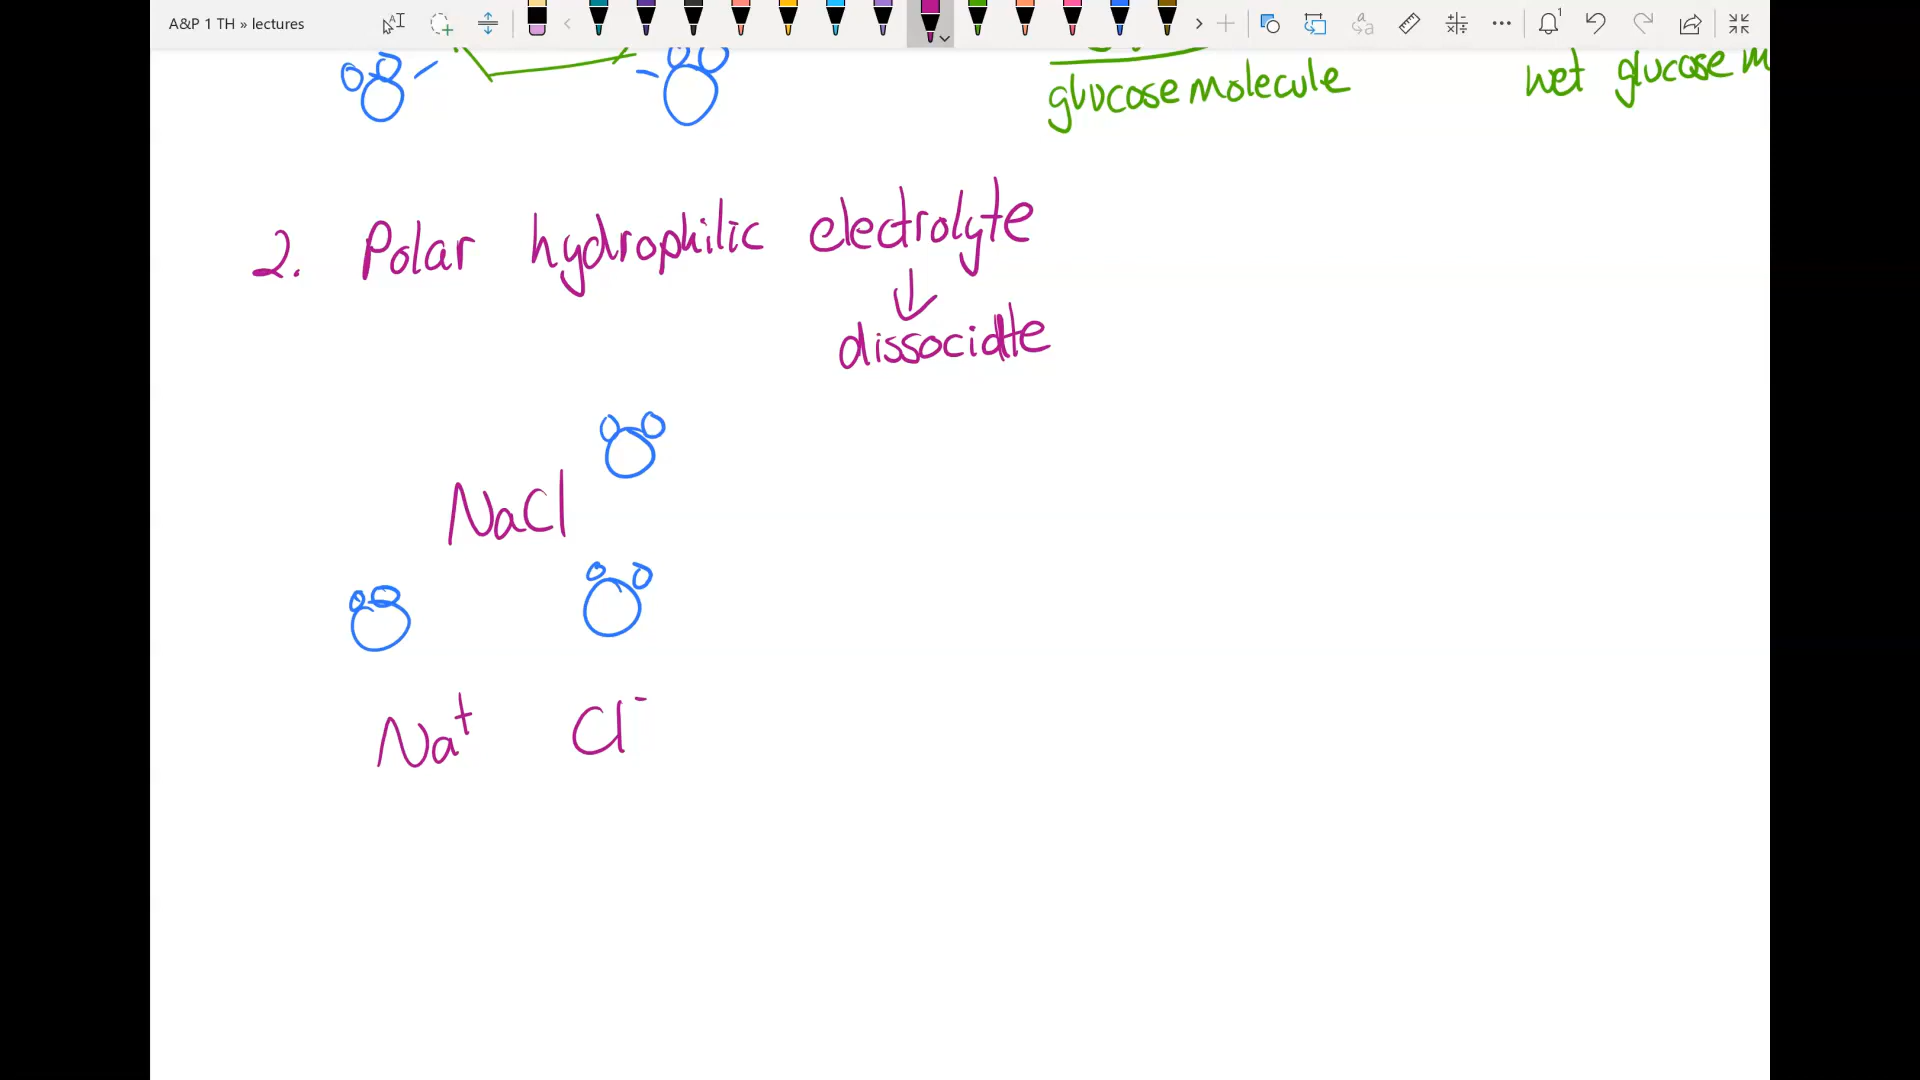 A&P 1 TH » lectures
glucose molecule
wet glucose m
2. Polar hydrophilic electrolyte
↓
dissociate
NaCl
Na+ Cl-